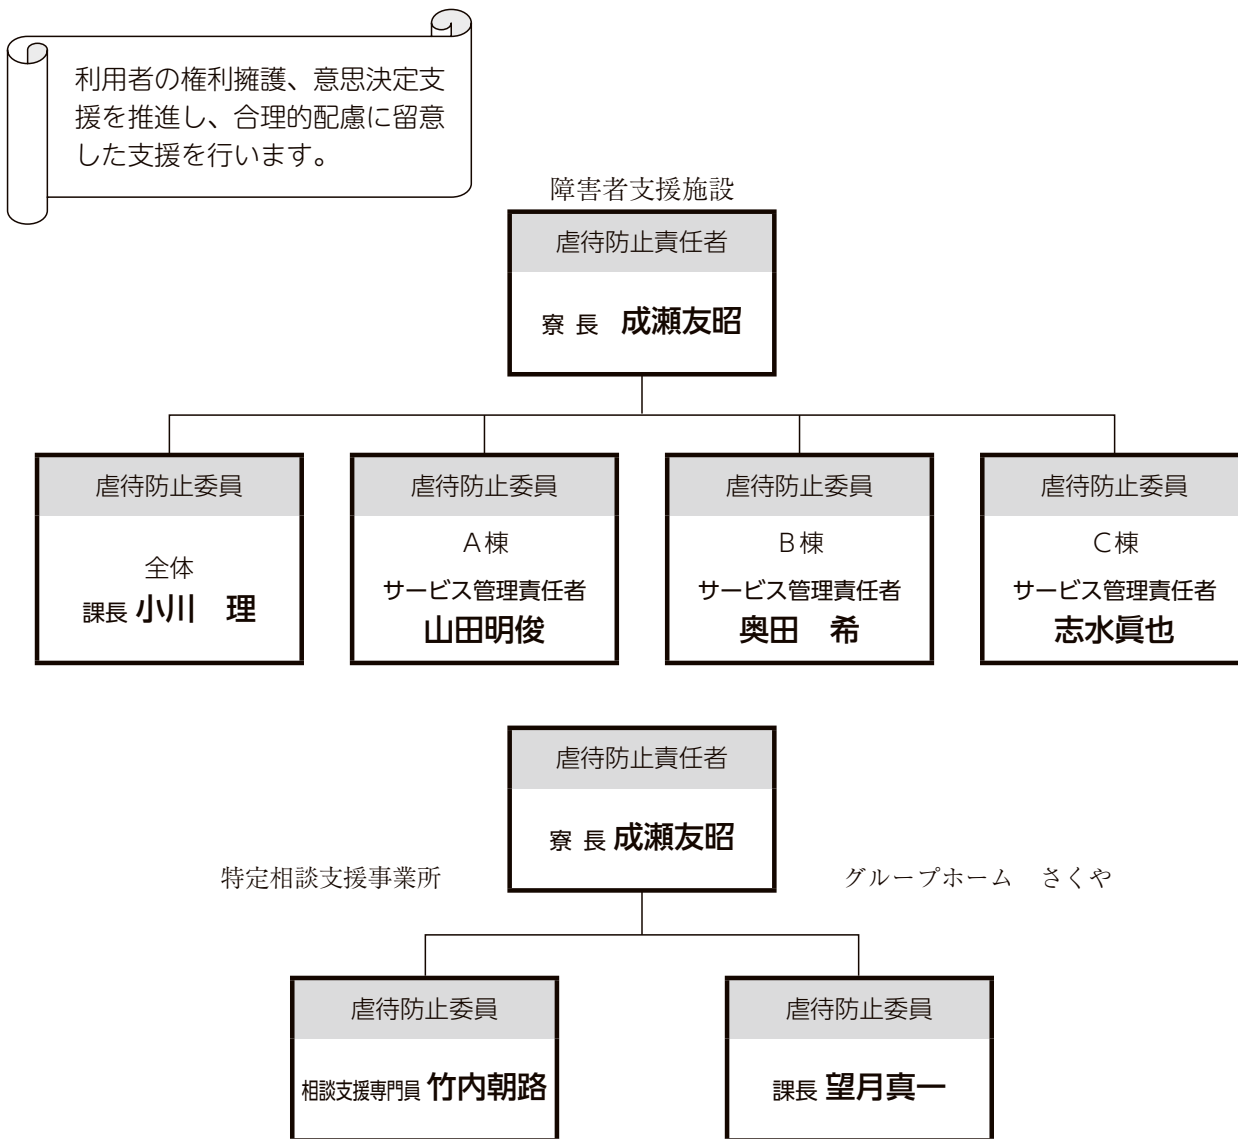 利用者の権利擁護、意思決定支
援を推進し、合理的配慮に留意
した支援を行います。
障害者支援施設
虐待防止責任者
寮 長　成瀬友昭
虐待防止委員
全体
課長 小川　理
虐待防止委員
A棟
サービス管理責任者
山田明俊
虐待防止委員
B棟
サービス管理責任者
奥田　希
虐待防止委員
C棟
サービス管理責任者
志水眞也
虐待防止責任者
寮 長 成瀬友昭
特定相談支援事業所
グループホーム　さくや
虐待防止委員
相談支援専門員 竹内朝路
虐待防止委員
課長 望月真一